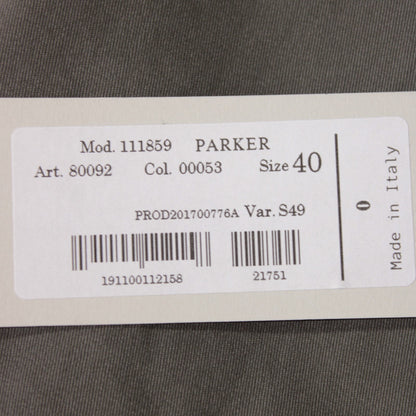 Mod. 111859 PARKER
Art. 80092 Col. 00053 Size 40
PROD201700776A Var. S49
191100112158 21751
0
Made in Italy